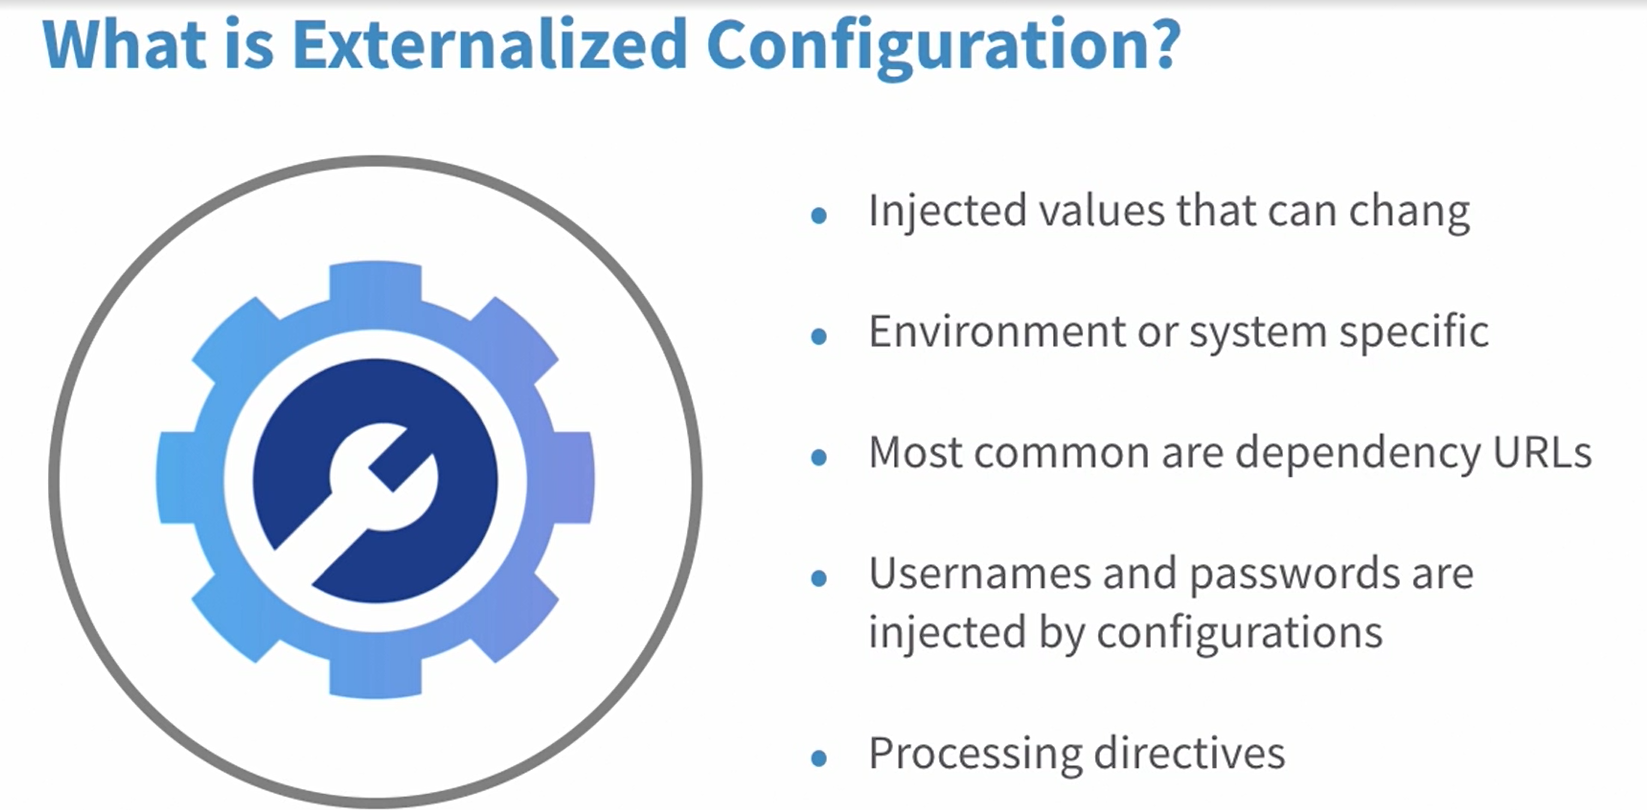 What is Externalized Configuration?
Injected values that can chang
Environment or system specific
Most common are dependency URLs
Usernames and passwords are
injected by configurations
Processing directives